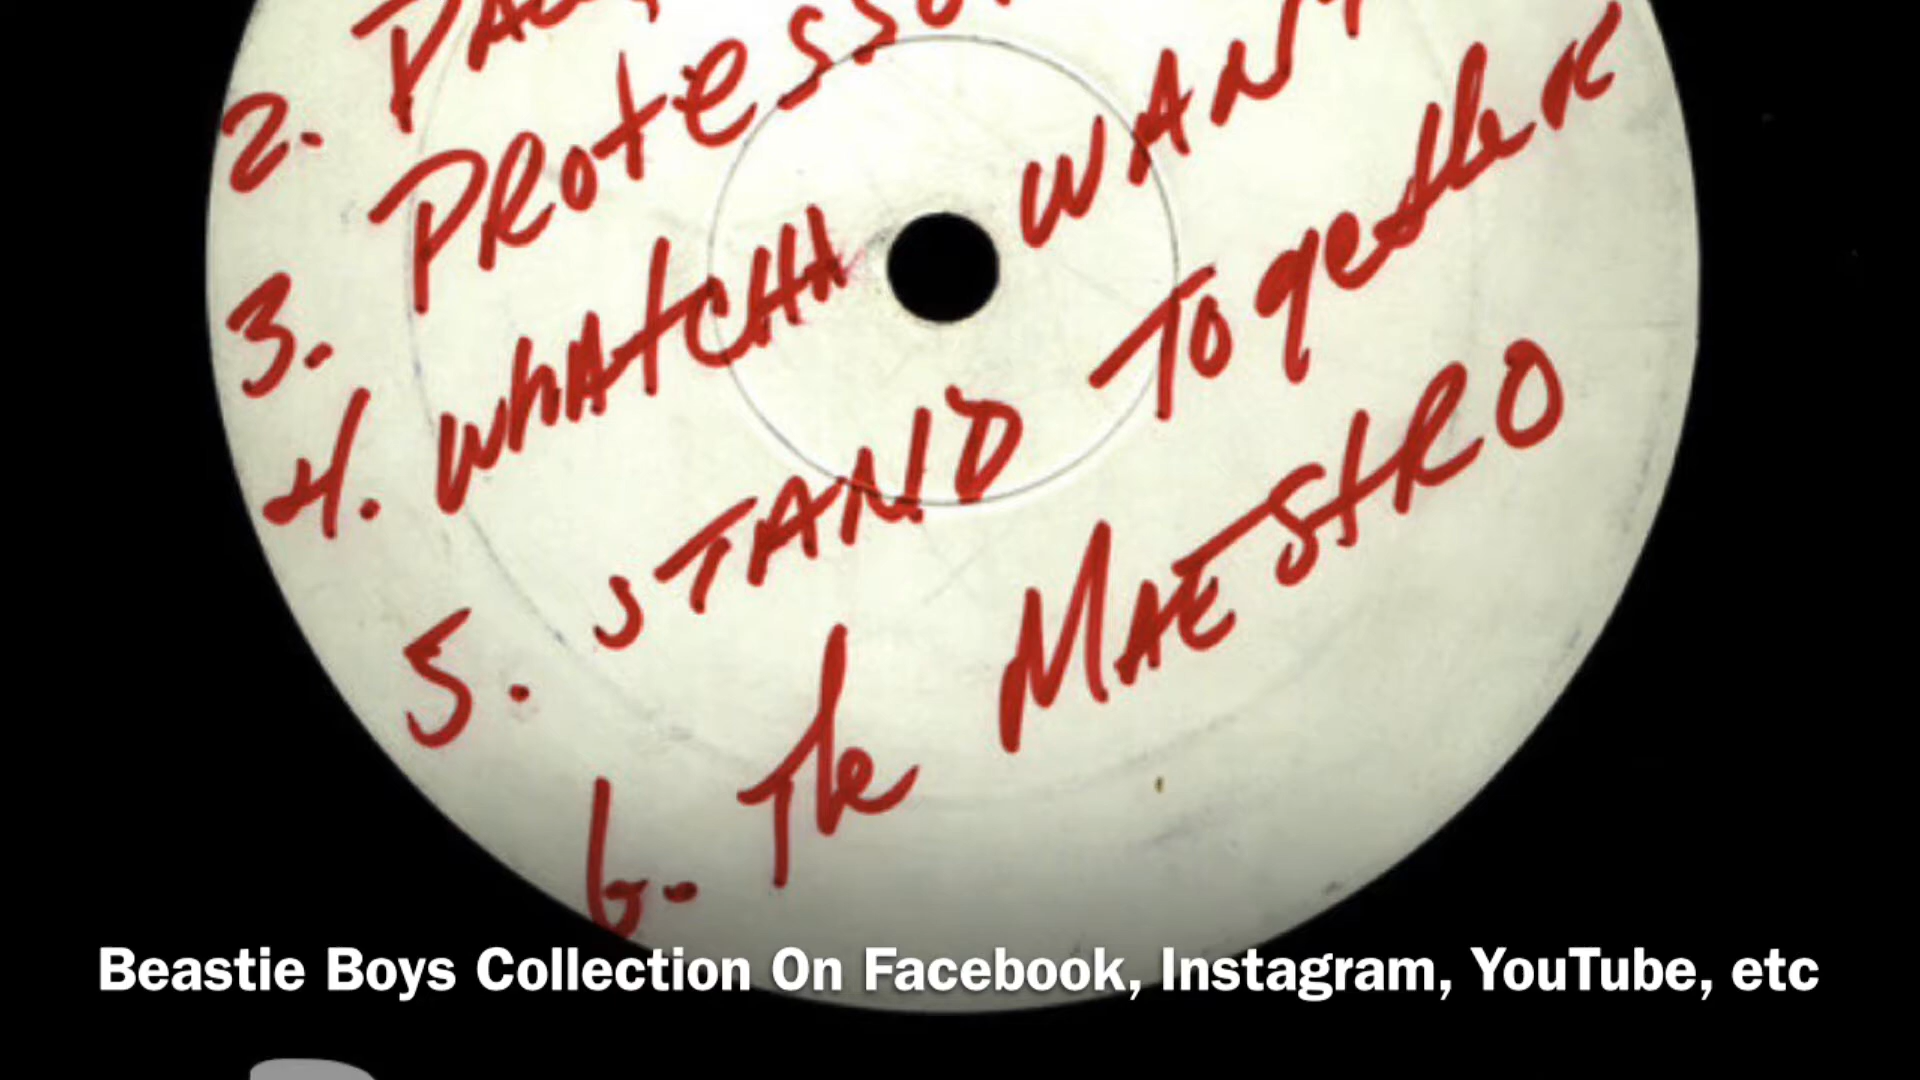 2.
PROFESSOR
3.
WHATCHA WANT
4.
STAND TOgetheR
5.
The MAESTRO
6.
Beastie Boys Collection On Facebook, Instagram, YouTube, etc